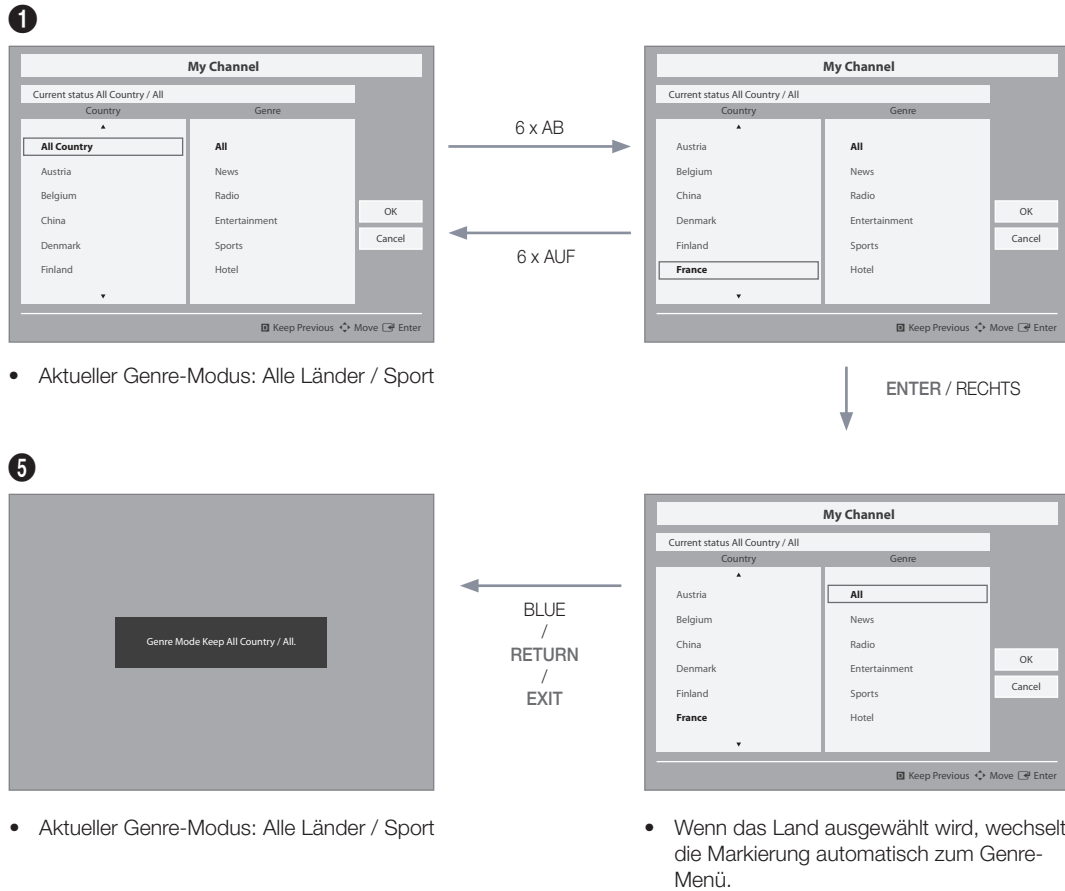 1
My Channel
Current status All Country / All
Country Genre
▲
All Country All
Austria News
Belgium Radio
China Entertainment
Denmark Sports
Finland Hotel
▼
OK
Cancel
D Keep Previous Move Enter
6 x AB
6 x AUF
My Channel
Current status All Country / All
Country Genre
▲
Austria All
Belgium News
China Radio
Denmark Entertainment
Finland Sports
France Hotel
▼
OK
Cancel
D Keep Previous Move Enter
• Aktueller Genre-Modus: Alle Länder / Sport
ENTER / RECHTS
5
Genre Mode Keep All Country / All.
BLUE
/
RETURN
/
EXIT
My Channel
Current status All Country / All
Country Genre
▲
Austria All
Belgium News
China Radio
Denmark Entertainment
Finland Sports
France Hotel
▼
OK
Cancel
D Keep Previous Move Enter
• Aktueller Genre-Modus: Alle Länder / Sport
• Wenn das Land ausgewählt wird, wechselt
die Markierung automatisch zum Genre-
Menü.